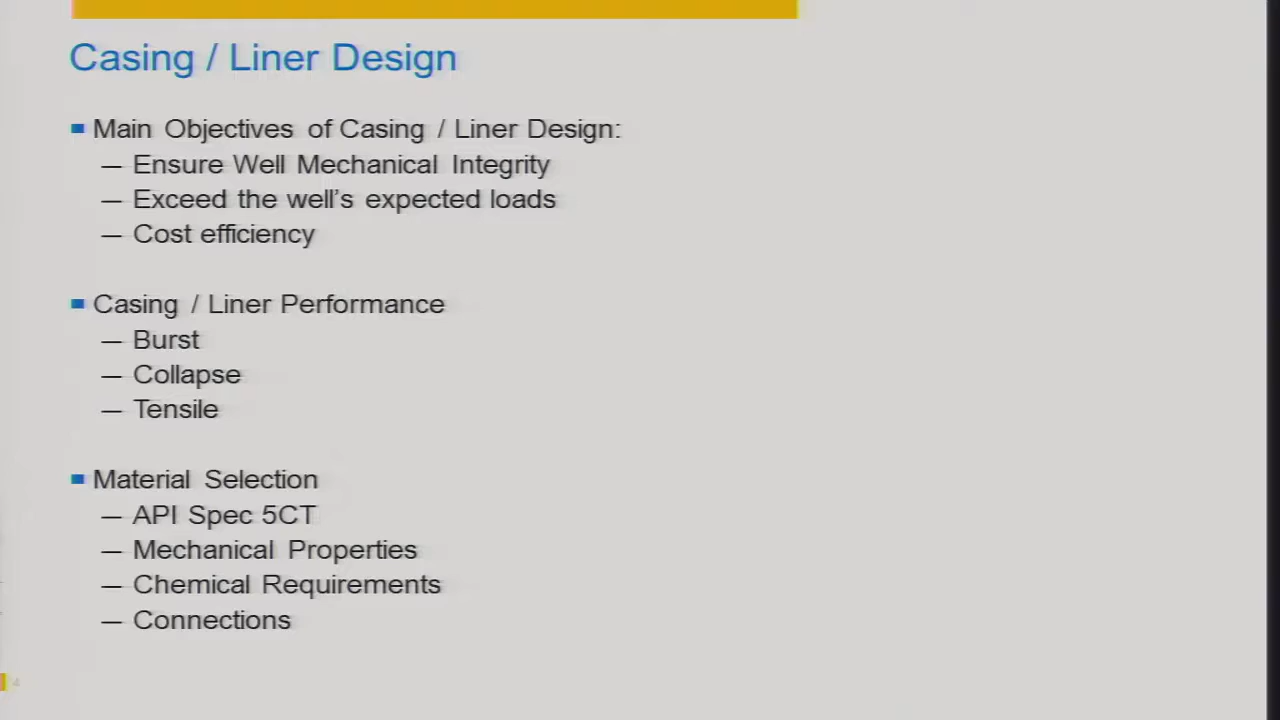 Casing / Liner Design
Main Objectives of Casing / Liner Design:
— Ensure Well Mechanical Integrity
— Exceed the well’s expected loads
— Cost efficiency
Casing / Liner Performance
— Burst
— Collapse
— Tensile
Material Selection
— API Spec 5CT
— Mechanical Properties
— Chemical Requirements
— Connections
4